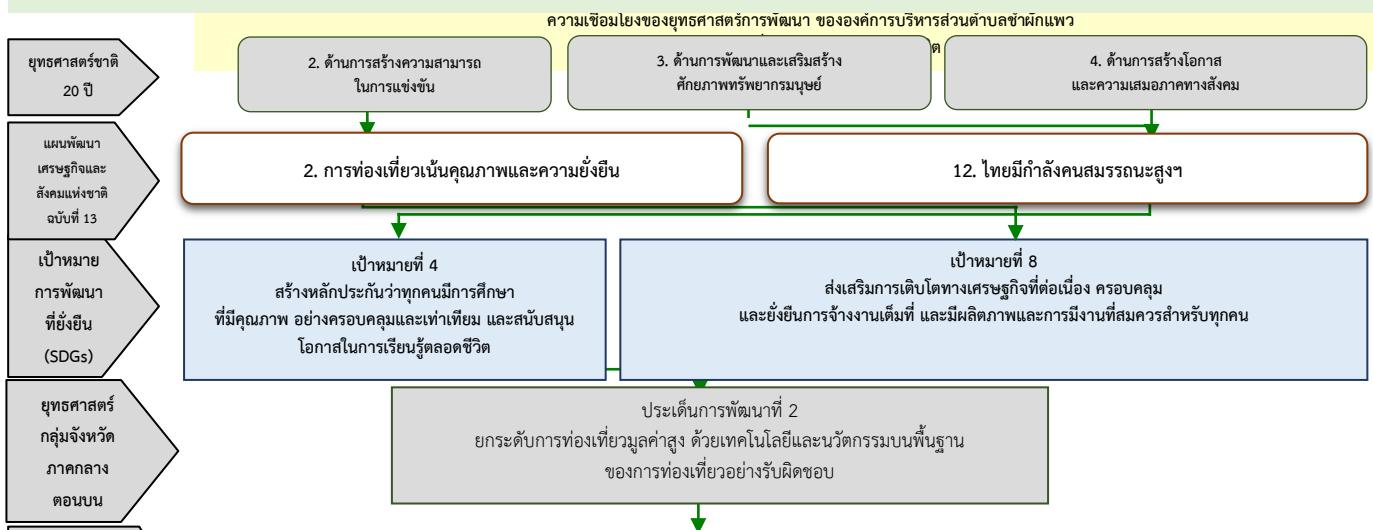 ความเชื่อมโยงของยุทธศาสตร์การพัฒนา ขององค์การบริหารส่วนตำบลชำผักแพว
ยุทธศาสตร์ชาติ
20 ปี
2. ด้านการสร้างความสามารถ
ในการแข่งขัน
3. ด้านการพัฒนาและเสริมสร้าง
ศักยภาพทรัพยากรมนุษย์
4. ด้านการสร้างโอกาส
และความเสมอภาคทางสังคม
แผนพัฒนา
เศรษฐกิจและ
สังคมแห่งชาติ
ฉบับที่ 13
2. การท่องเที่ยวเน้นคุณภาพและความยั่งยืน
12. ไทยมีกำลังคนสมรรถนะสูงฯ
เป้าหมาย
การพัฒนา
ที่ยั่งยืน
(SDGs)
เป้าหมายที่ 4
สร้างหลักประกันว่าทุกคนมีการศึกษา
ที่มีคุณภาพ อย่างครอบคลุมและเท่าเทียม และสนับสนุน
โอกาสในการเรียนรู้ตลอดชีวิต
เป้าหมายที่ 8
ส่งเสริมการเติบโตทางเศรษฐกิจที่ต่อเนื่อง ครอบคลุม
และยั่งยืนการจ้างงานเต็มที่ และมีผลิตภาพและการมีงานที่สมควรสำหรับทุกคน
ยุทธศาสตร์
กลุ่มจังหวัด
ภาคกลาง
ตอนบน
ประเด็นการพัฒนาที่ 2
ยกระดับการท่องเที่ยวมูลค่าสูง ด้วยเทคโนโลยีและนวัตกรรมบนพื้นฐาน
ของการท่องเที่ยวอย่างรับผิดชอบ